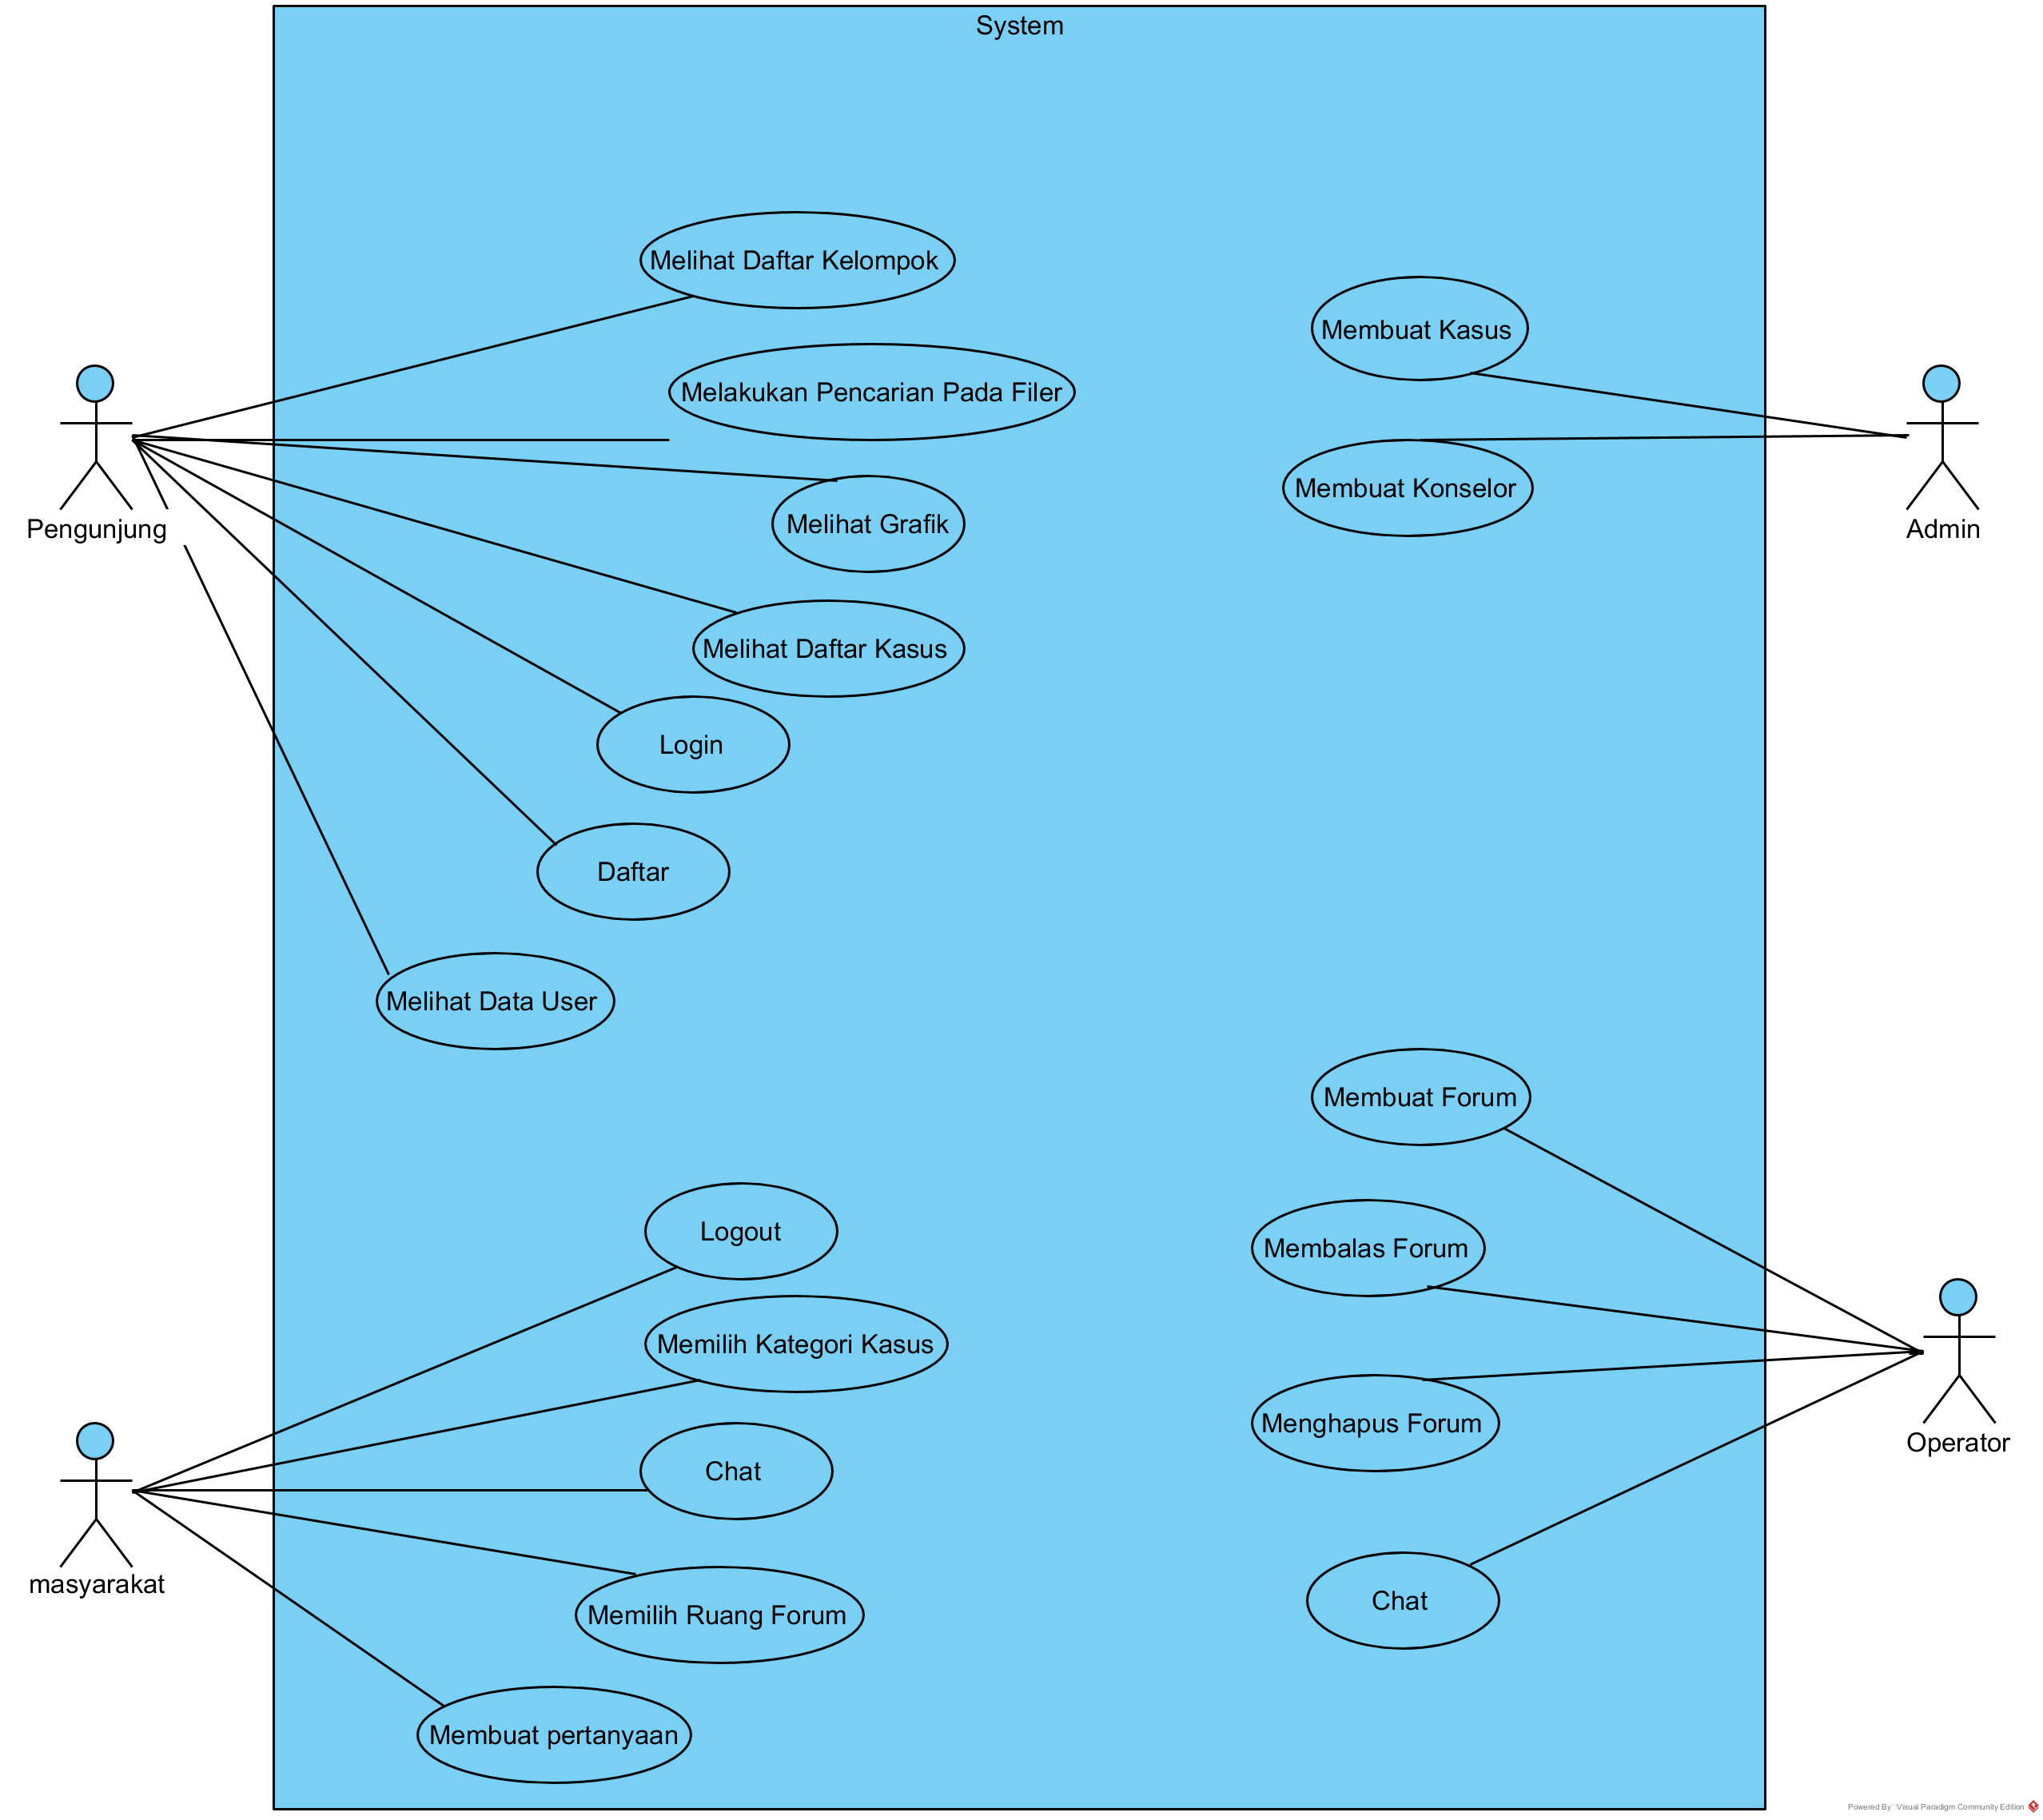 System
Melihat Daftar Kelompok
Melakukan Pencarian Pada Filer
Melihat Grafik
Melihat Daftar Kasus
Login
Daftar
Melihat Data User
Pengunjung
Membuat Kasus
Membuat Konselor
Admin
Logout
Memilih Kategori Kasus
Chat
Memilih Ruang Forum
Membuat pertanyaan
masyarakat
Membuat Forum
Membalas Forum
Menghapus Forum
Chat
Operator
Powered By Visual Paradigm Community Edition